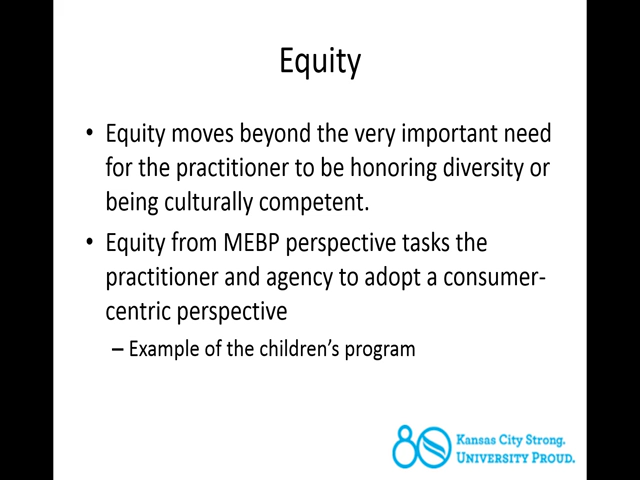 Equity
• Equity moves beyond the very important need
for the practitioner to be honoring diversity or
being culturally competent.
• Equity from MEBP perspective tasks the
practitioner and agency to adopt a consumer-
centric perspective
– Example of the children's program
80
Kansas City Strong.
UNIVERSITY PROUD.